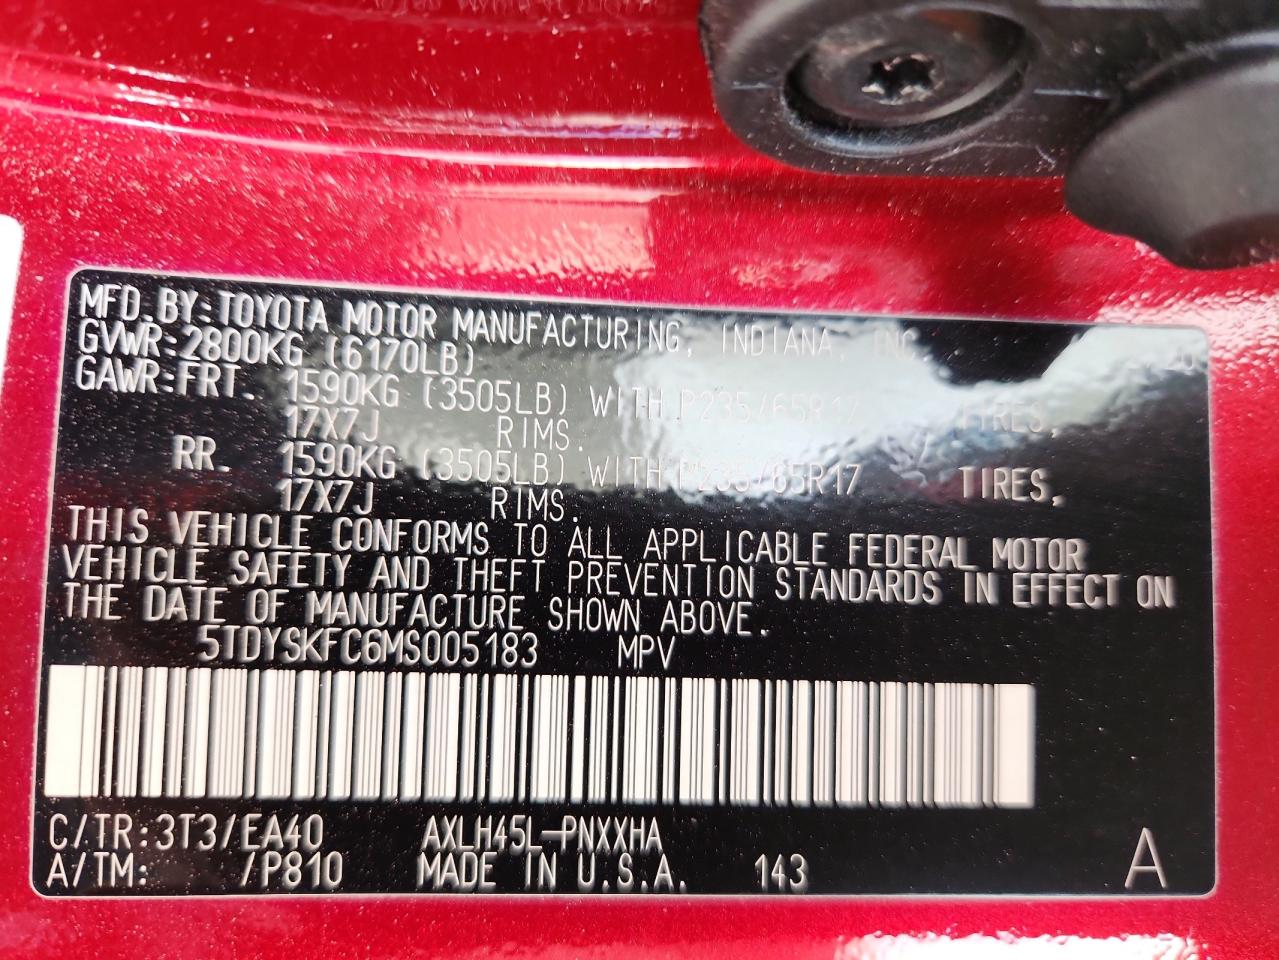 MFD.BY:TOYOTA MOTOR MANUFACTURING, INDIANA, INC.
GVWR:2800KG (6170LB) 20
GAWR:FRT. 1590KG (3505LB) WITH P235/65R17 TIRES,
17X7J RIMS.
RR. 1590KG (3505LB) WITH P235/65R17 TIRES,
17X7J RIMS.
THIS VEHICLE CONFORMS TO ALL APPLICABLE FEDERAL MOTOR
VEHICLE SAFETY AND THEFT PREVENTION STANDARDS IN EFFECT ON
THE DATE OF MANUFACTURE SHOWN ABOVE.
5TDYSKFC6MS005183 MPV
C/TR:3T3/EA40 AXLH45L-PNXXHA
A/TM: /P810 MADE IN U.S.A. 143 A